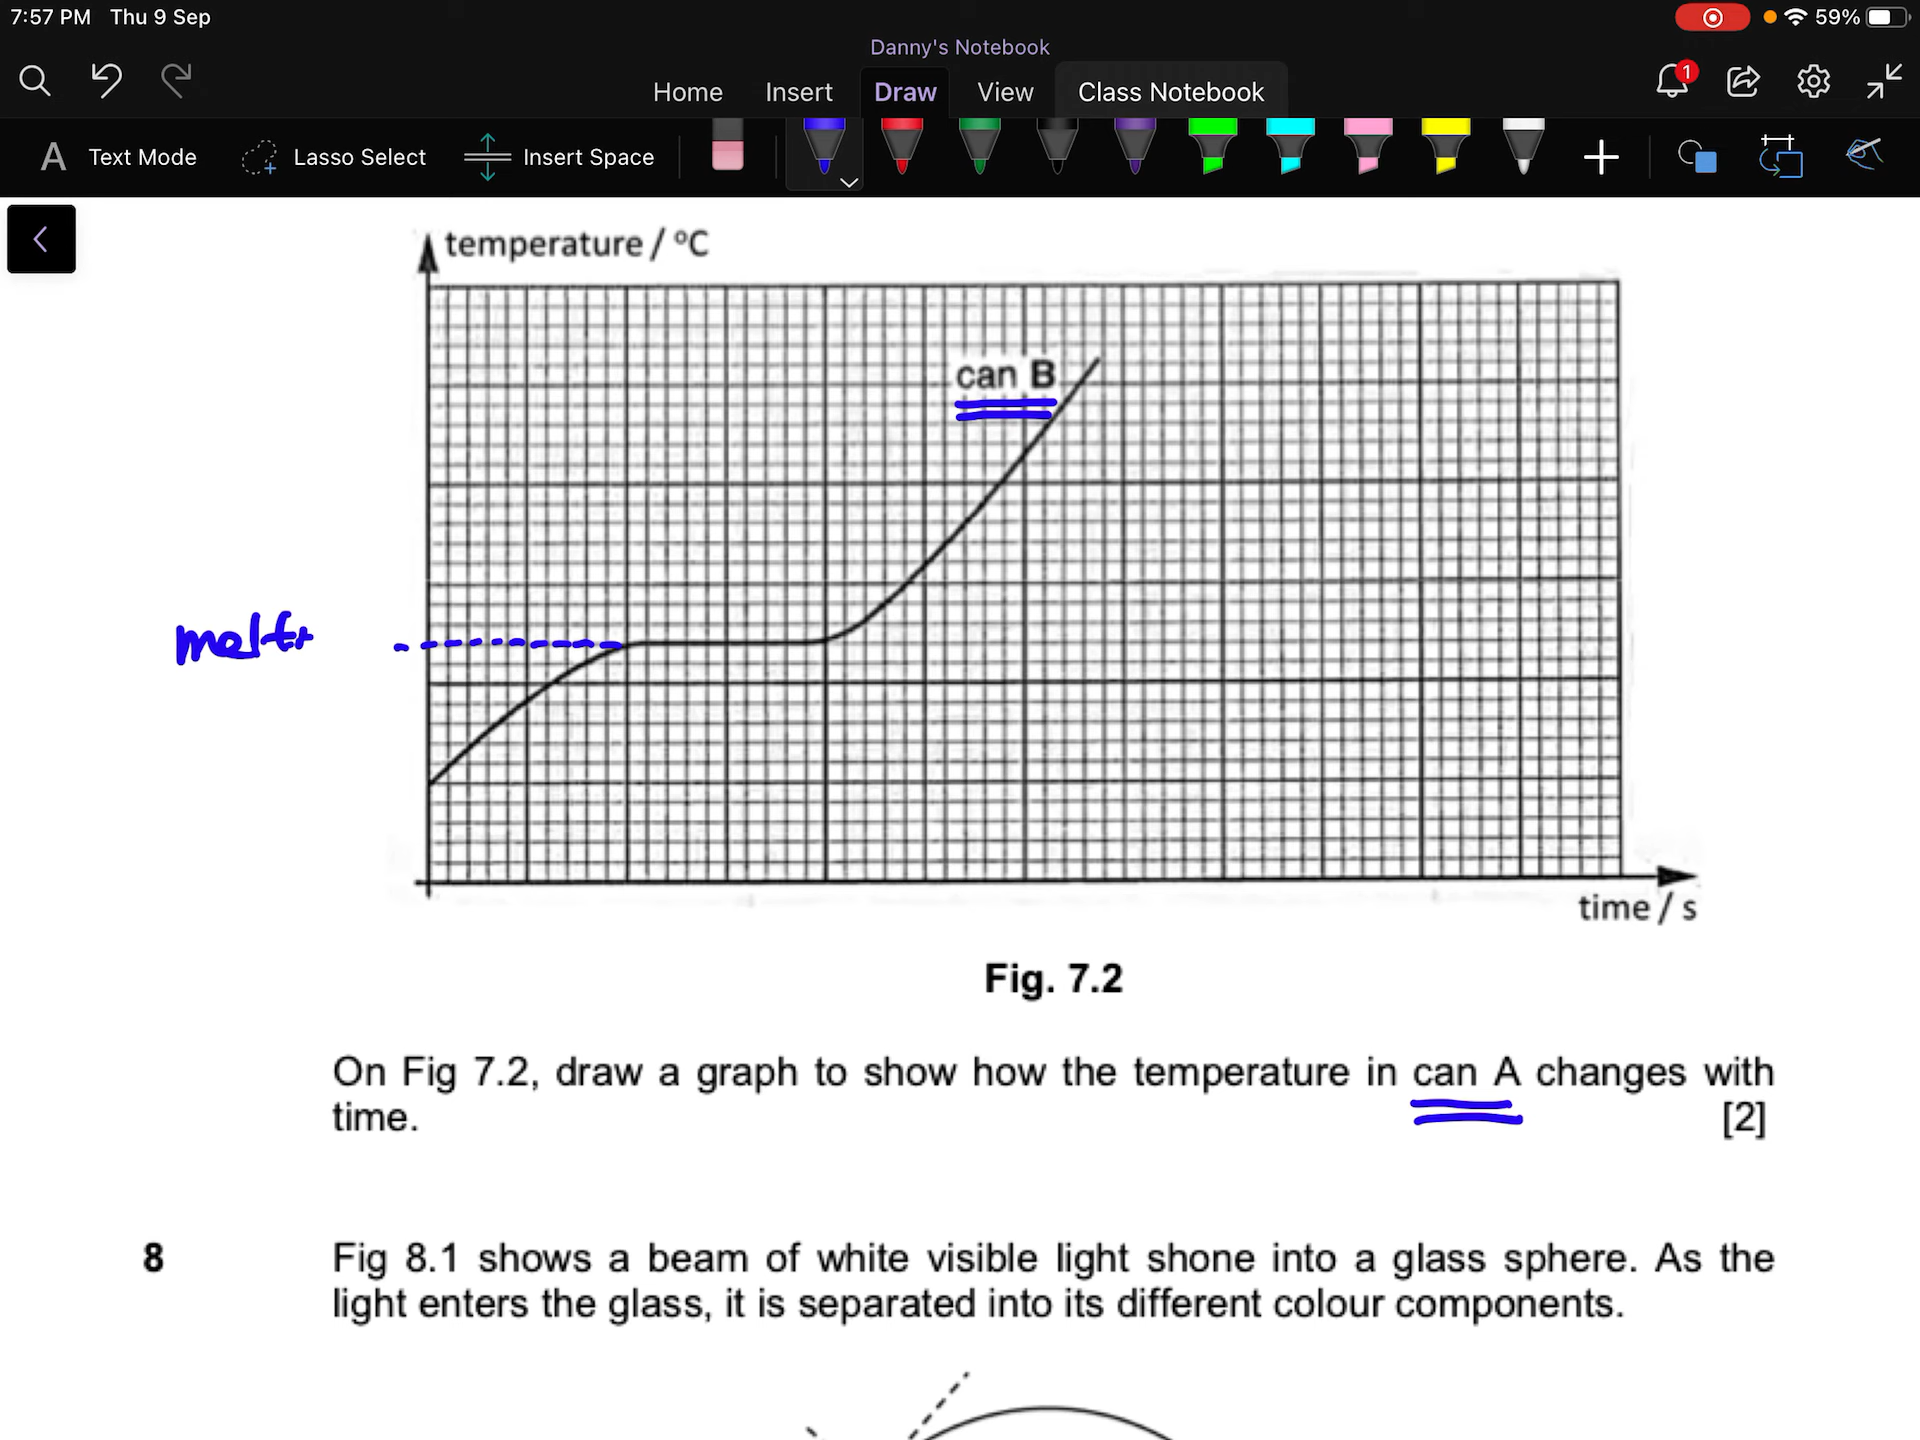 7:57 PM Thu 9 Sep
59%
Danny's Notebook
1
Home Insert Draw View Class Notebook
A Text Mode Lasso Select Insert Space
temperature / °C
can B
time / s
Fig. 7.2
On Fig 7.2, draw a graph to show how the temperature in can A changes with
time. [2]
8 Fig 8.1 shows a beam of white visible light shone into a glass sphere. As the
light enters the glass, it is separated into its different colour components.